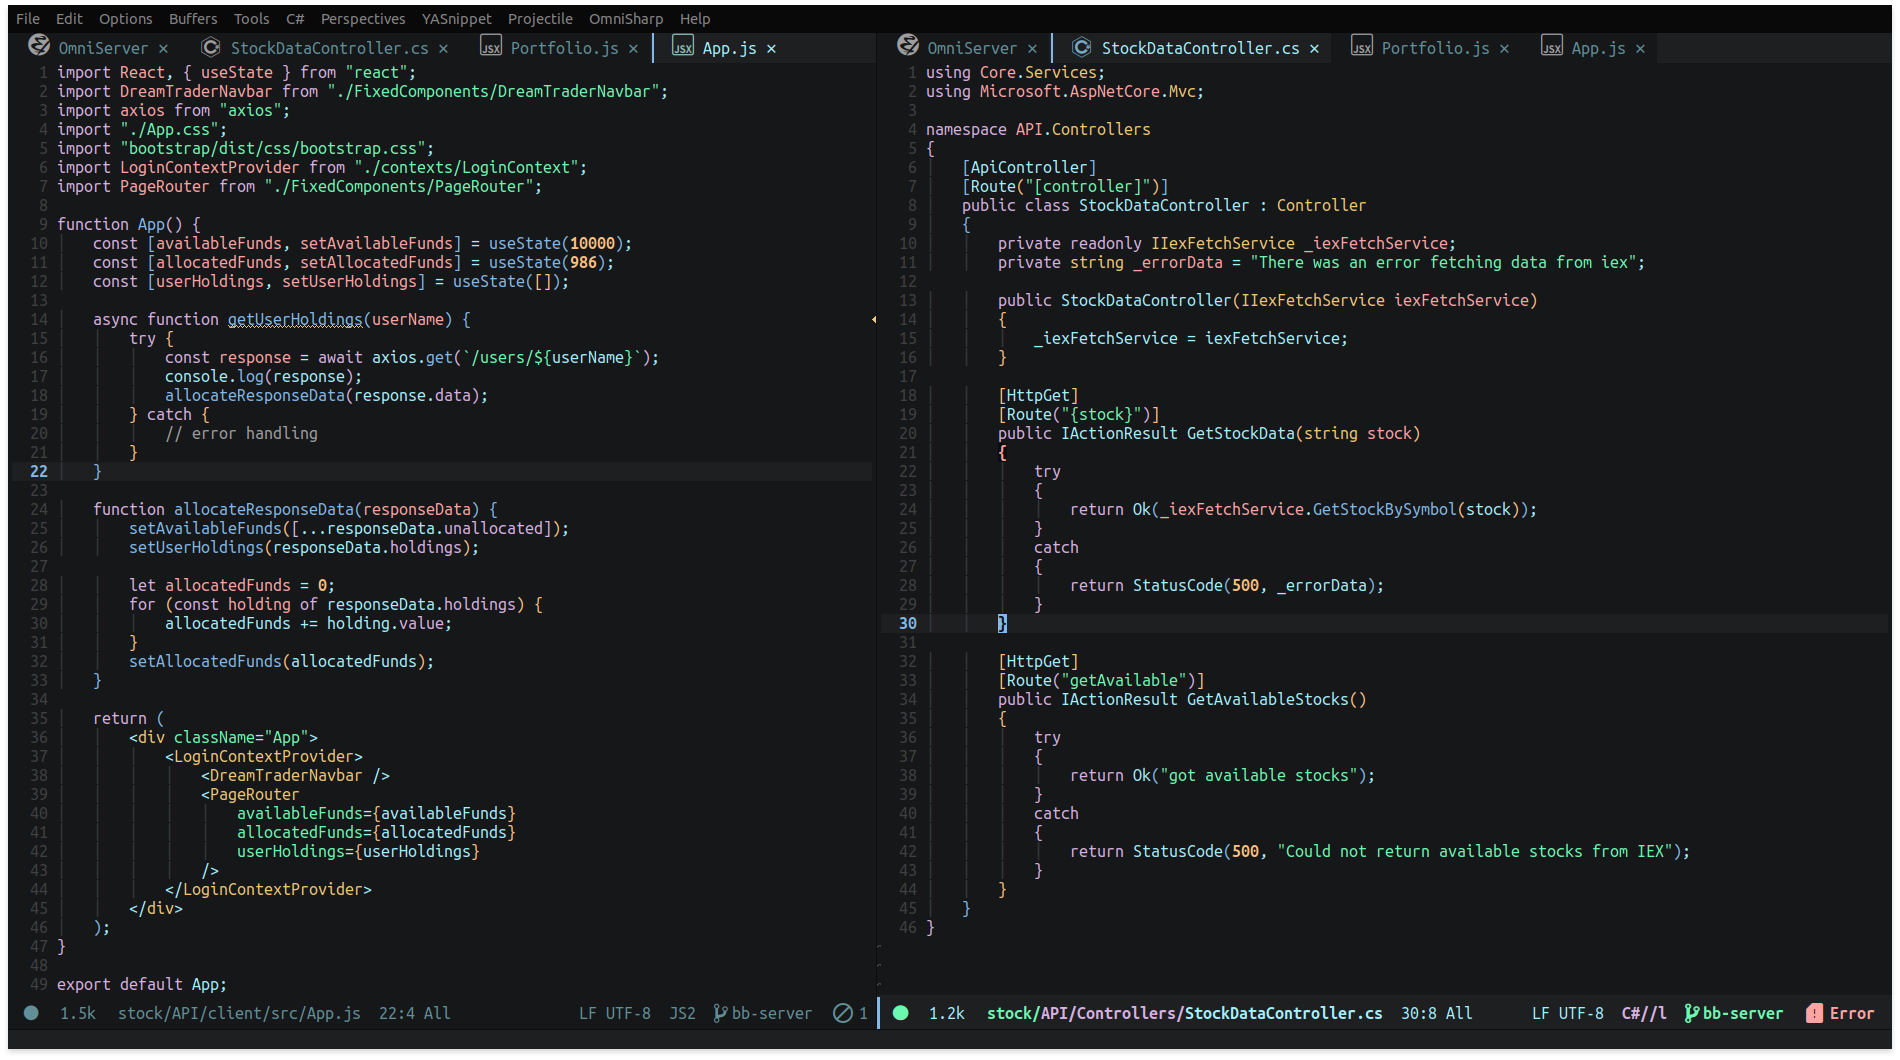 File Edit Options Buffers Tools C# Perspectives YASnippet Projectile OmniSharp Help
OmniServer × StockDataController.cs × JSX Portfolio.js × JSX App.js ×
1 import React, { useState } from "react";
2 import DreamTraderNavbar from "./FixedComponents/DreamTraderNavbar";
3 import axios from "axios";
4 import "./App.css";
5 import "bootstrap/dist/css/bootstrap.css";
6 import LoginContextProvider from "./contexts/LoginContext";
7 import PageRouter from "./FixedComponents/PageRouter";
8
9 function App() {
10 const [availableFunds, setAvailableFunds] = useState(10000);
11 const [allocatedFunds, setAllocatedFunds] = useState(986);
12 const [userHoldings, setUserHoldings] = useState([]);
13
14 async function getUserHoldings(userName) {
15 try {
16 const response = await axios.get(`/users/${userName}`);
17 console.log(response);
18 allocateResponseData(response.data);
19 } catch {
20 // error handling
21 }
22 }
23
24 function allocateResponseData(responseData) {
25 setAvailableFunds([...responseData.unallocated]);
26 setUserHoldings(responseData.holdings);
27
28 let allocatedFunds = 0;
29 for (const holding of responseData.holdings) {
30 allocatedFunds += holding.value;
31 }
32 setAllocatedFunds(allocatedFunds);
33 }
34
35 return (
36 <div className="App">
37 <LoginContextProvider>
38 <DreamTraderNavbar />
39 <PageRouter
40 availableFunds={availableFunds}
41 allocatedFunds={allocatedFunds}
42 userHoldings={userHoldings}
43 />
44 </LoginContextProvider>
45 </div>
46 );
47 }
48
49 export default App;
1.5k stock/API/client/src/App.js 22:4 All LF UTF-8 JS2 bb-server 1
OmniServer × StockDataController.cs × JSX Portfolio.js × JSX App.js ×
1 using Core.Services;
2 using Microsoft.AspNetCore.Mvc;
3
4 namespace API.Controllers
5 {
6 [ApiController]
7 [Route("[controller]")]
8 public class StockDataController : Controller
9 {
10 private readonly IIexFetchService _iexFetchService;
11 private string _errorData = "There was an error fetching data from iex";
12
13 public StockDataController(IIexFetchService iexFetchService)
14 {
15 _iexFetchService = iexFetchService;
16 }
17
18 [HttpGet]
19 [Route("{stock}")]
20 public IActionResult GetStockData(string stock)
21 {
22 try
23 {
24 return Ok(_iexFetchService.GetStockBySymbol(stock));
25 }
26 catch
27 {
28 return StatusCode(500, _errorData);
29 }
30 }
31
32 [HttpGet]
33 [Route("getAvailable")]
34 public IActionResult GetAvailableStocks()
35 {
36 try
37 {
38 return Ok("got available stocks");
39 }
40 catch
41 {
42 return StatusCode(500, "Could not return available stocks from IEX");
43 }
44 }
45 }
46 }
1.2k stock/API/Controllers/StockDataController.cs 30:8 All LF UTF-8 C#//l bb-server Error